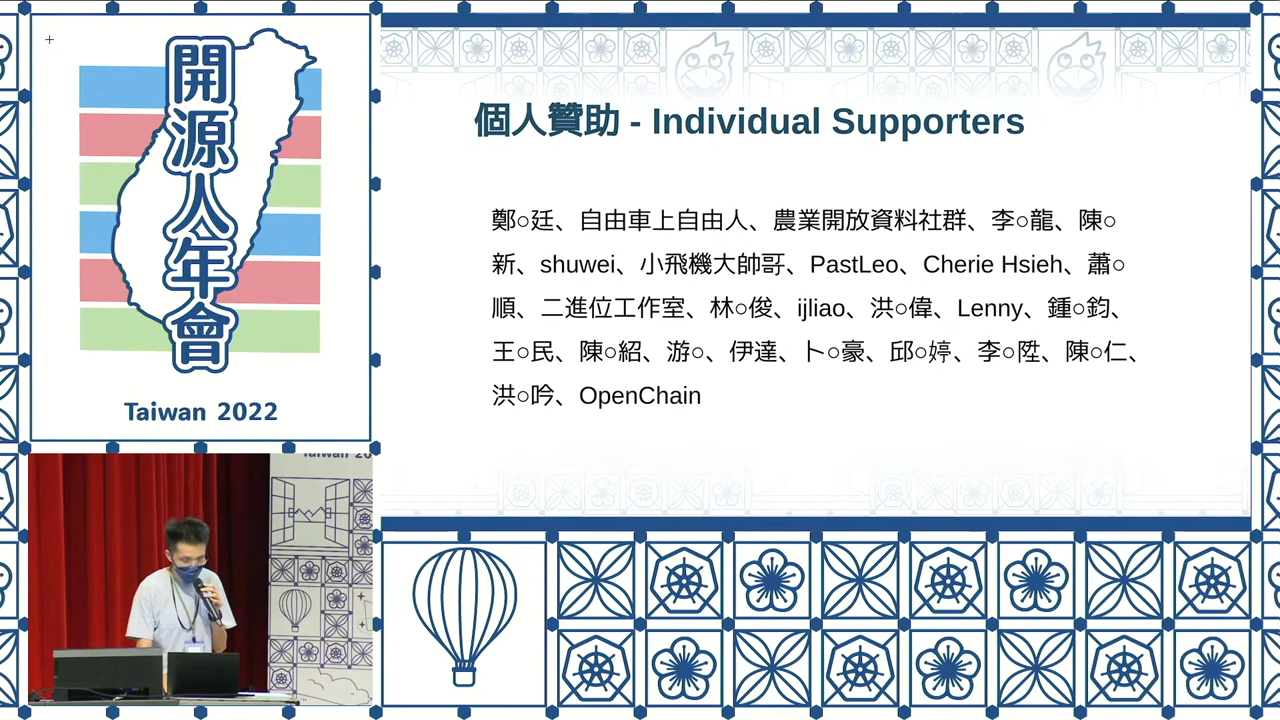 開源人年會
Taiwan 2022
個人贊助 - Individual Supporters
鄭○廷、自由車上自由人、農業開放資料社群、李○龍、陳○
新、shuwei、小飛機大帥哥、PastLeo、Cherie Hsieh、蕭○
順、二進位工作室、林○俊、ijliao、洪○偉、Lenny、鍾○鈞、
王○民、陳○紹、游○、伊達、卜○豪、邱○婷、李○陞、陳○仁、
洪○吟、OpenChain
Taiwan 20